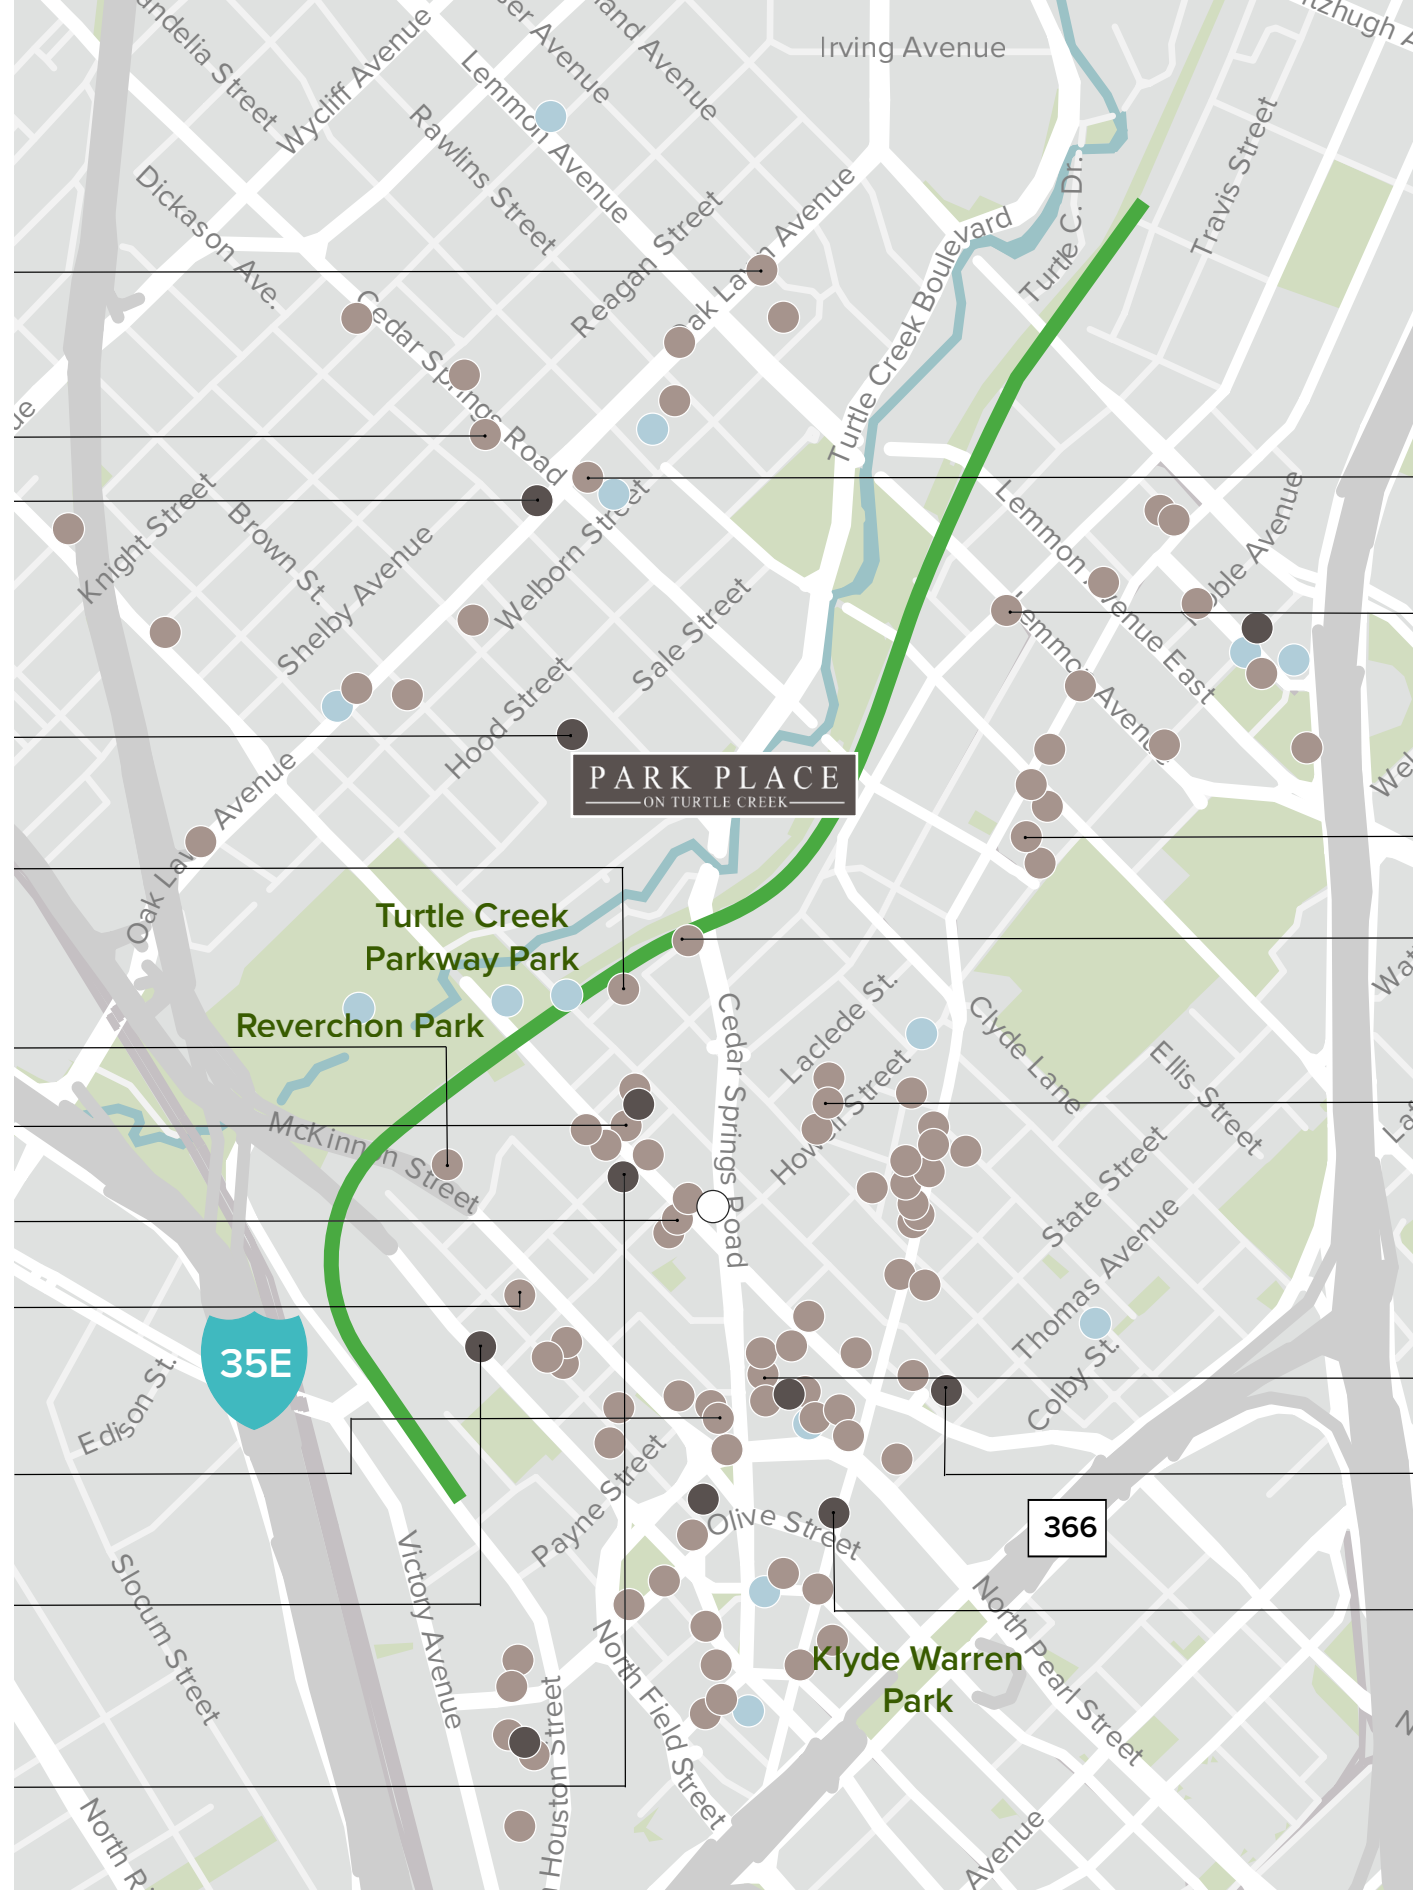 Irving Avenue
Wycliff Avenue
Lemmon Avenue
Rawlins Street
Dickason Ave.
Reagan Street
Turtle Creek Boulevard
Turtle C. Dr.
Travis Street
Cedar Springs Road
Knight Street
Brown St.
Shelby Avenue
Welborn Street
Sale Street
Hood Street
Lemmon Avenue East
Lemmon Avenue
PARK PLACE
ON TURTLE CREEK
Oak Lawn Avenue
Turtle Creek
Parkway Park
Reverchon Park
McKinnon Street
Cedar Springs Road
Laclede St.
Howell Street
Clyde Lane
Ellis Street
State Street
Thomas Avenue
Colby St.
35E
Edison St.
Payne Street
Olive Street
366
Slocum Street
Victory Avenue
Houston Street
North Field Street
Klyde Warren
Park
North Pearl Street
North R
Avenue